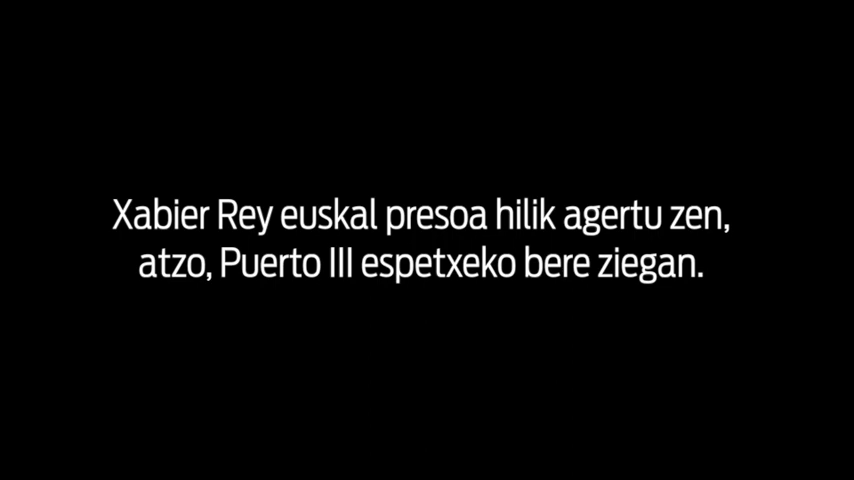 Xabier Rey euskal presoa hilik agertu zen,
atzo, Puerto III espetxeko bere ziegan.